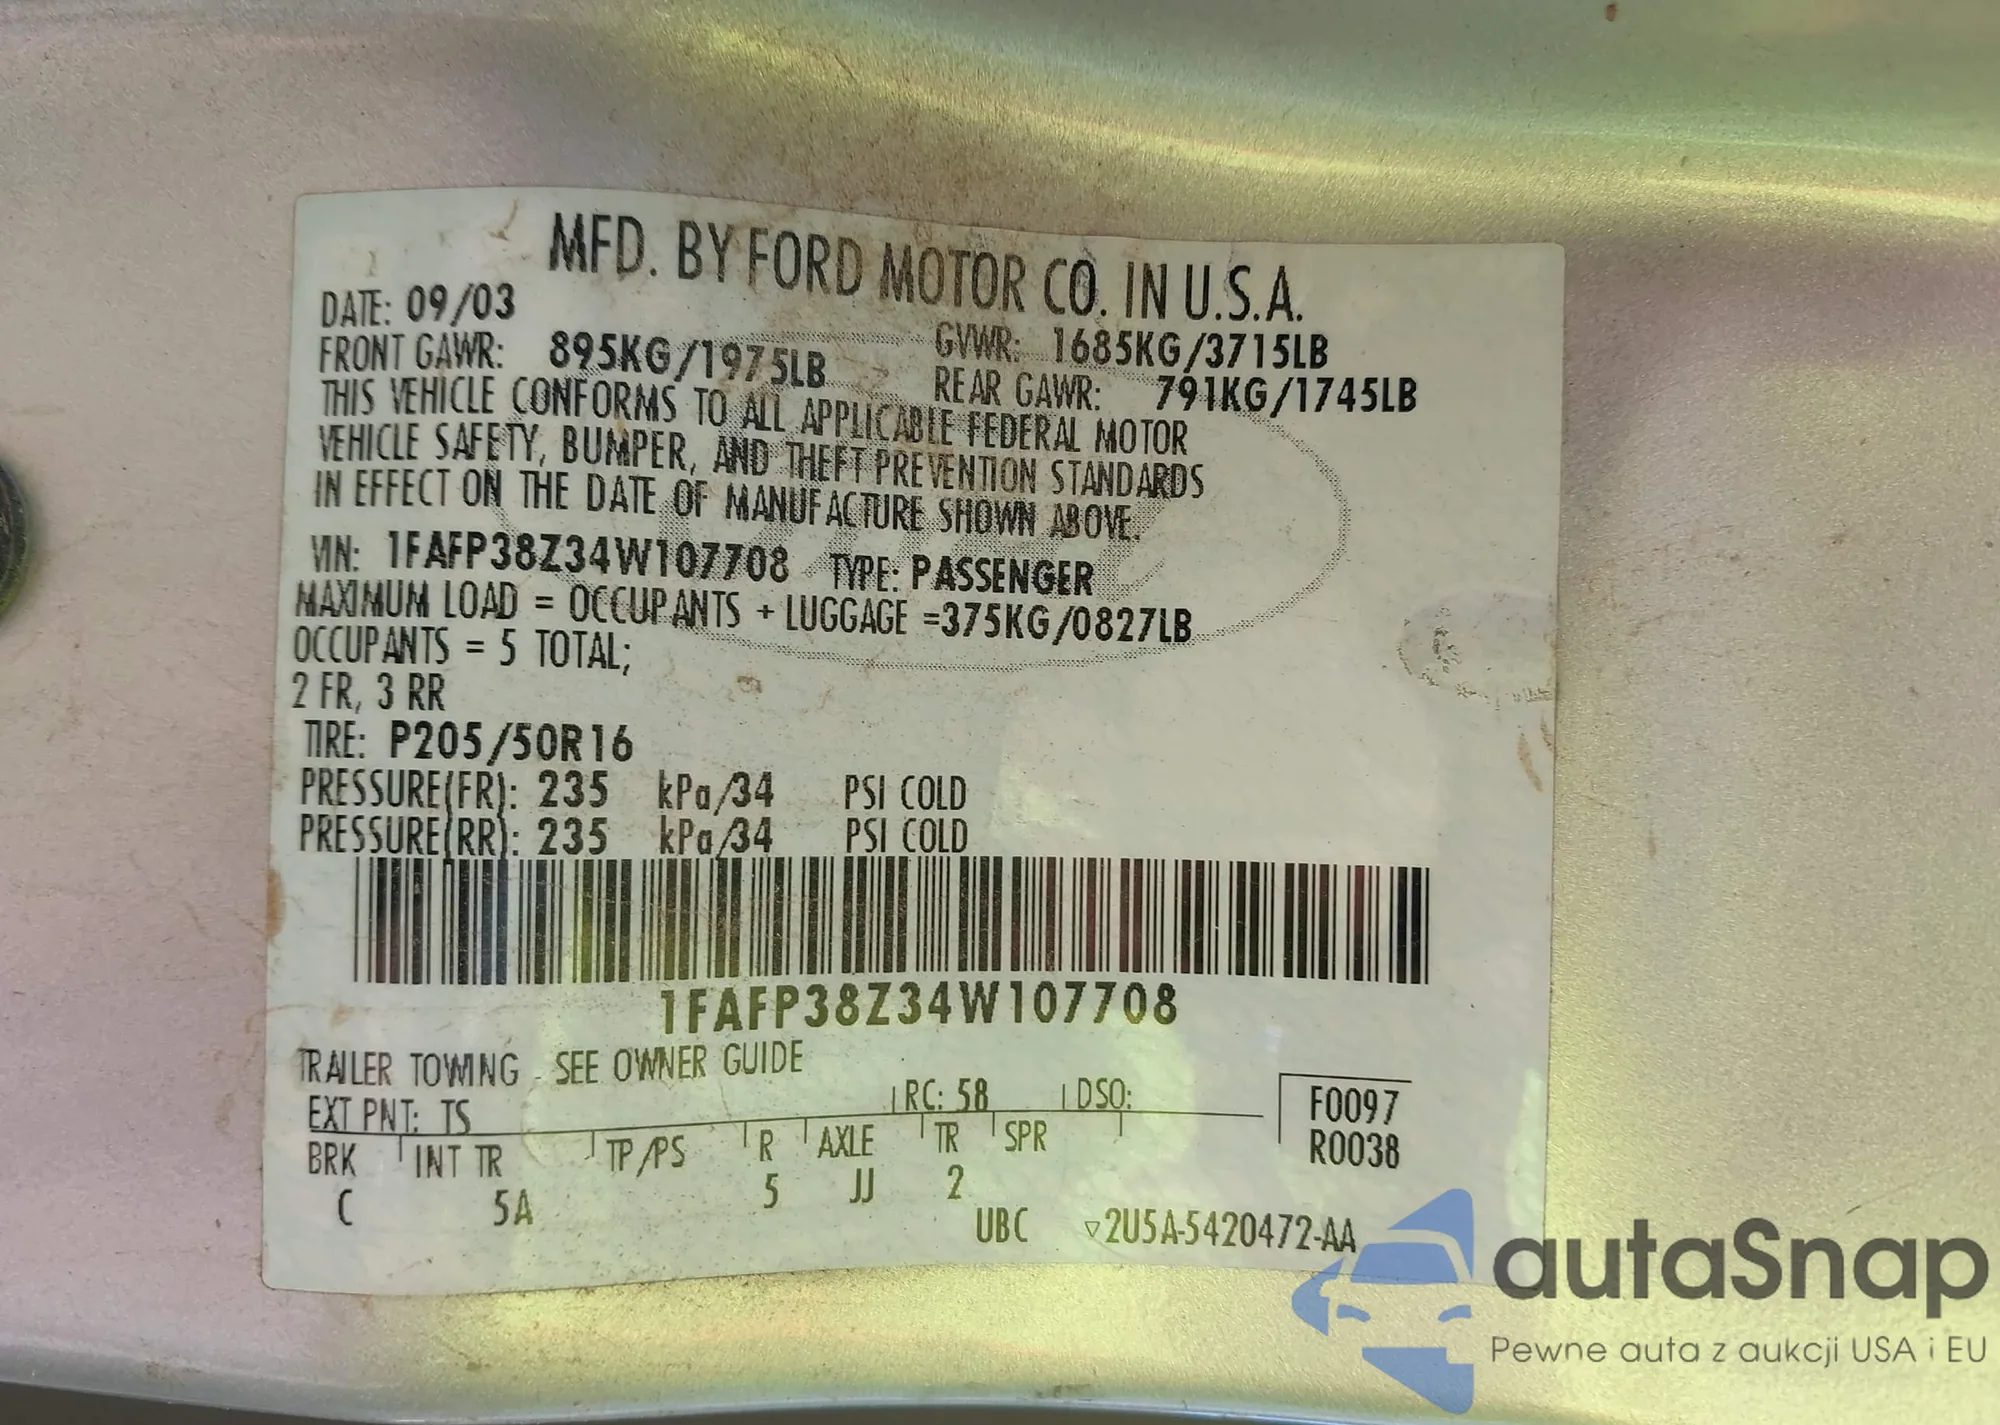 MFD. BY FORD MOTOR CO. IN U.S.A.
DATE: 09/03
GVWR: 1685KG/3715LB
FRONT GAWR: 895KG/1975LB
REAR GAWR: 791KG/1745LB
THIS VEHICLE CONFORMS TO ALL APPLICABLE FEDERAL MOTOR
VEHICLE SAFETY, BUMPER, AND THEFT PREVENTION STANDARDS
IN EFFECT ON THE DATE OF MANUFACTURE SHOWN ABOVE.
VIN: 1FAFP38Z34W107708 TYPE: PASSENGER
MAXIMUM LOAD = OCCUPANTS + LUGGAGE =375KG/0827LB
OCCUPANTS = 5 TOTAL;
2 FR, 3 RR
TIRE: P205/50R16
PRESSURE(FR): 235 kPa/34 PSI COLD
PRESSURE(RR): 235 kPa/34 PSI COLD
1FAFP38Z34W107708
TRAILER TOWING - SEE OWNER GUIDE
EXT PNT: TS RC: 58 DSO: F0097
BRK INT TR TP/PS R AXLE TR SPR R0038
C 5A 5 JJ 2
UBC ▽2U5A-5420472-AA
autaSnap
Pewne auta z aukcji USA i EU